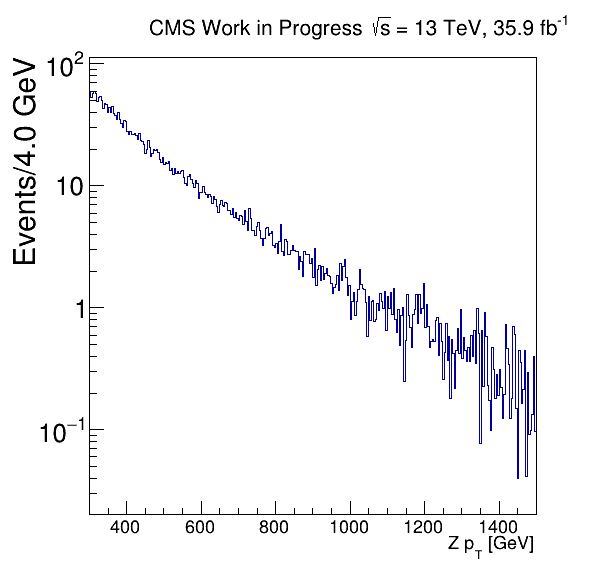 CMS Work in Progress √s = 13 TeV, 35.9 fb⁻¹
Events/4.0 GeV
10²
10
1
10⁻¹
400 600 800 1000 1200 1400
Z p_T [GeV]